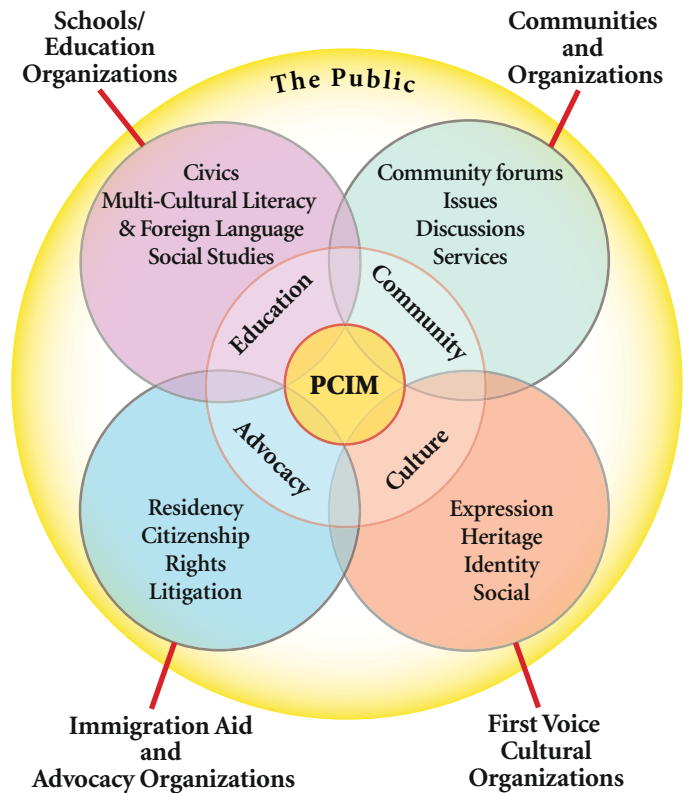 Schools/
Education
Organizations
Communities
and
Organizations
The Public
Civics
Multi-Cultural Literacy
& Foreign Language
Social Studies
Community forums
Issues
Discussions
Services
Education
Community
PCIM
Advocacy
Culture
Residency
Citizenship
Rights
Litigation
Expression
Heritage
Identity
Social
Immigration Aid
and
Advocacy Organizations
First Voice
Cultural
Organizations